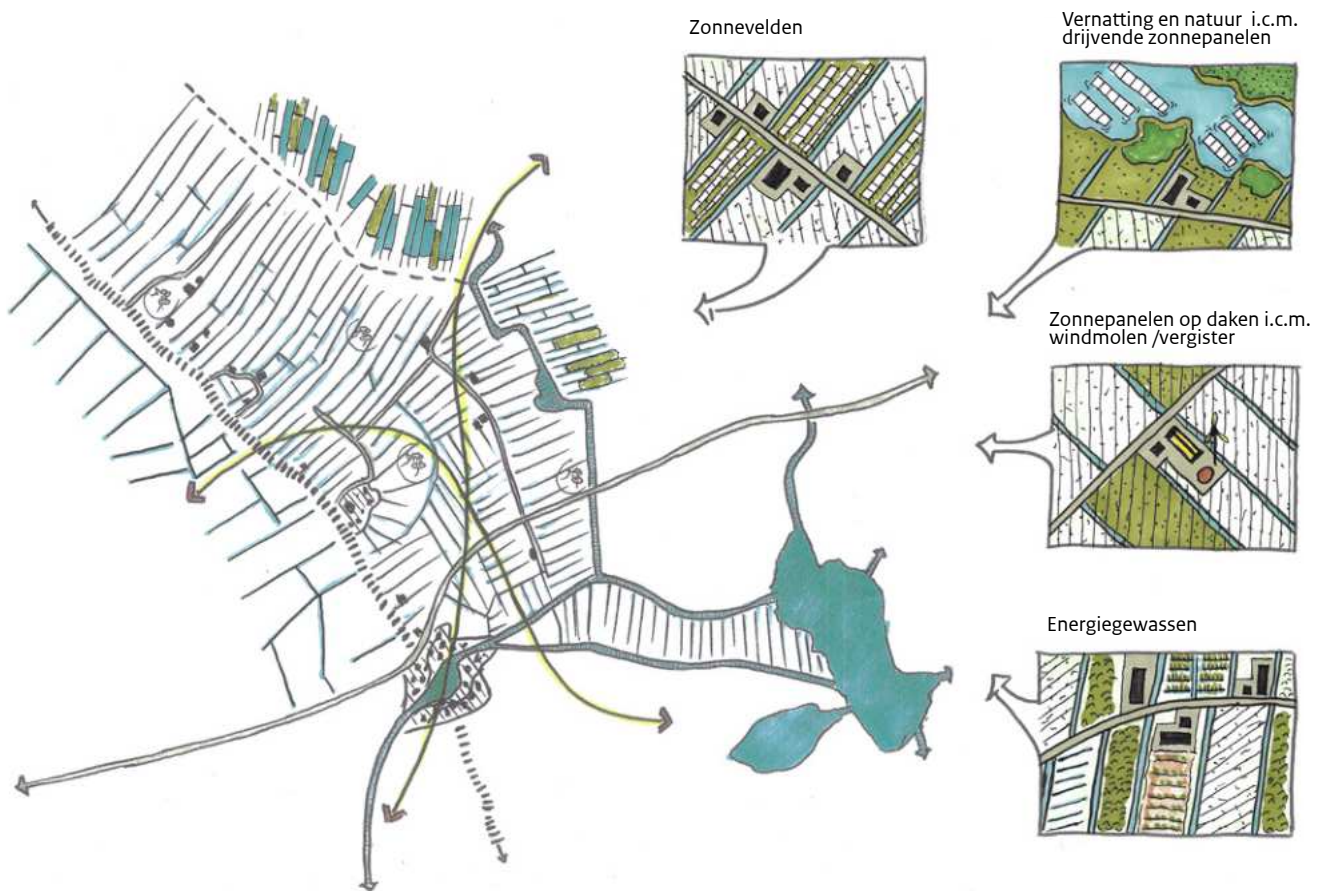 Zonnevelden
Vernatting en natuur i.c.m.
drijvende zonnepanelen
Zonnepanelen op daken i.c.m.
windmolen /vergister
Energiegewassen